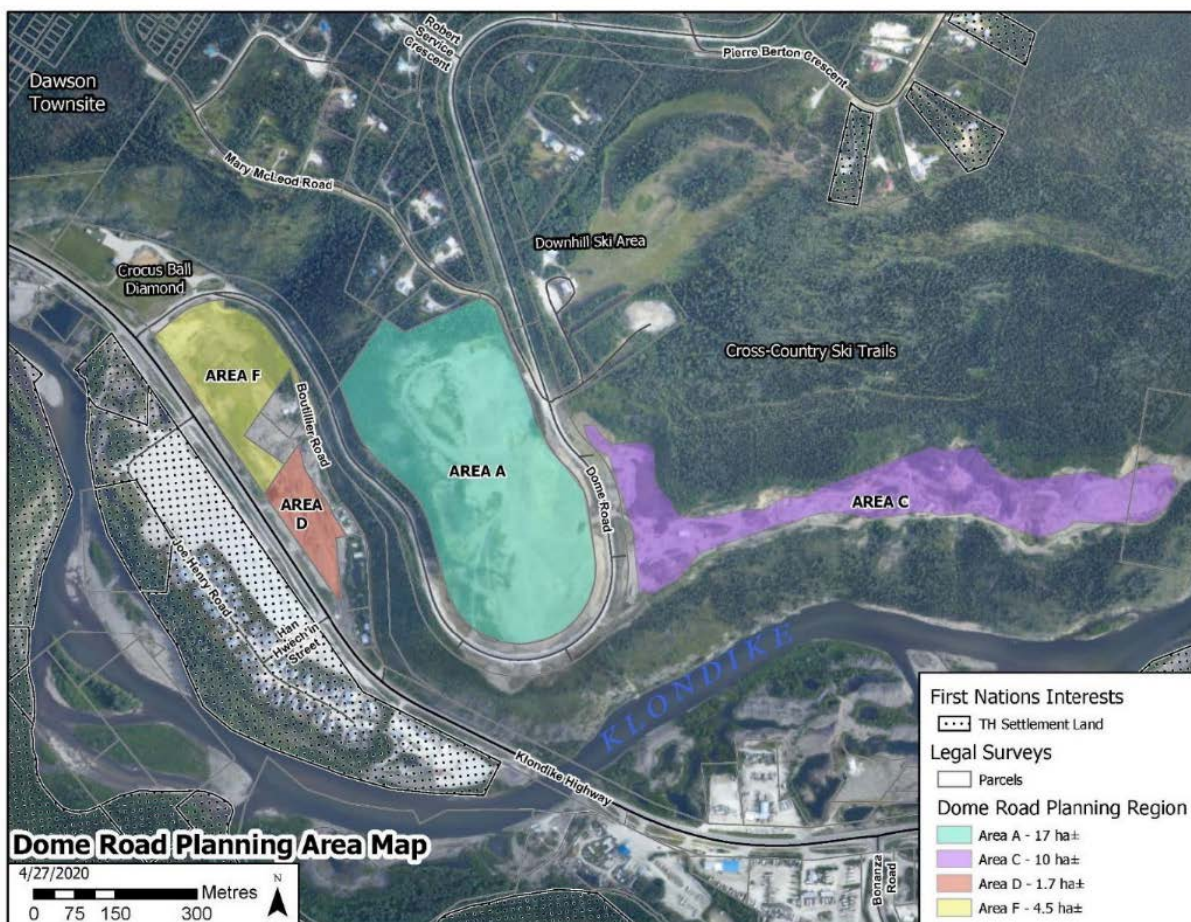 Robert
Service
Crescent
Pierre Berton Crescent
Dawson
Townsite
Mary McLeod Road
Downhill Ski Area
Crocus Ball
Diamond
Cross-Country Ski Trails
AREA F
Boutillier Road
AREA A
Dome Road
AREA C
AREA
D
Joe Henry Road
Han
Hwech'in
Street
KLONDIKE
Klondike Highway
Bonanza
Road
First Nations Interests
TH Settlement Land
Legal Surveys
Parcels
Dome Road Planning Region
Area A - 17 ha±
Area C - 10 ha±
Area D - 1.7 ha±
Area F - 4.5 ha±
Dome Road Planning Area Map
4/27/2020
Metres
0 75 150 300
N